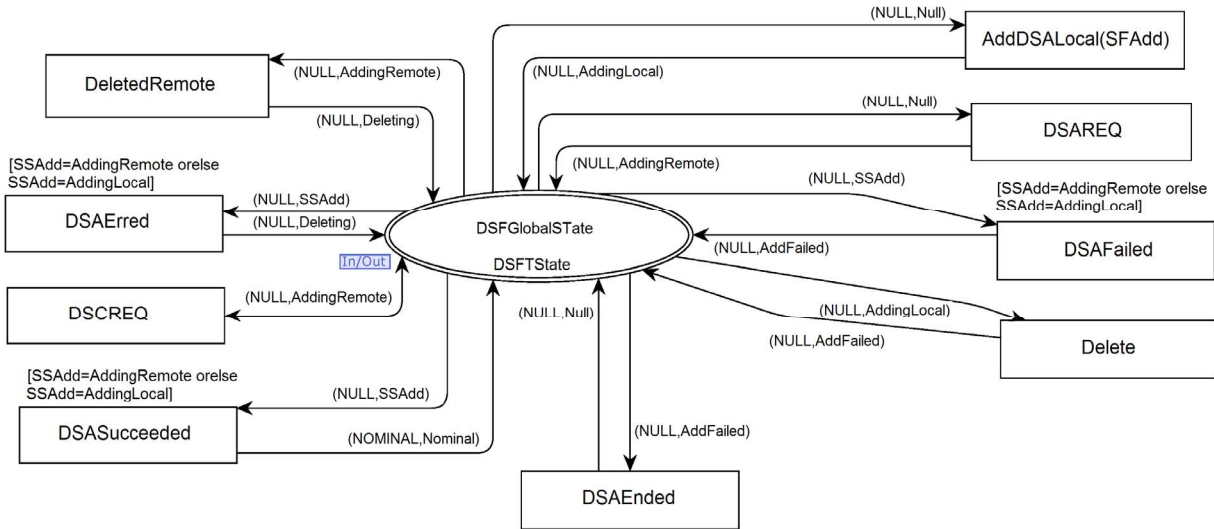 (NULL,Null)
AddDSALocal(SFAdd)
(NULL,AddingLocal)
(NULL,AddingRemote)
DeletedRemote
(NULL,Deleting)
(NULL,Null)
DSAREQ
(NULL,AddingRemote)
[SSAdd=AddingRemote orelse
SSAdd=AddingLocal]
(NULL,SSAdd)
DSAErred
(NULL,Deleting)
(NULL,SSAdd)
[SSAdd=AddingRemote orelse
SSAdd=AddingLocal]
DSAFailed
(NULL,AddFailed)
DSFGlobalSTate
DSFTState
In/Out
DSCREQ
(NULL,AddingRemote)
(NULL,Null)
(NULL,AddingLocal)
(NULL,AddFailed)
Delete
[SSAdd=AddingRemote orelse
SSAdd=AddingLocal]
(NULL,SSAdd)
DSASucceeded
(NOMINAL,Nominal)
(NULL,AddFailed)
DSAEnded